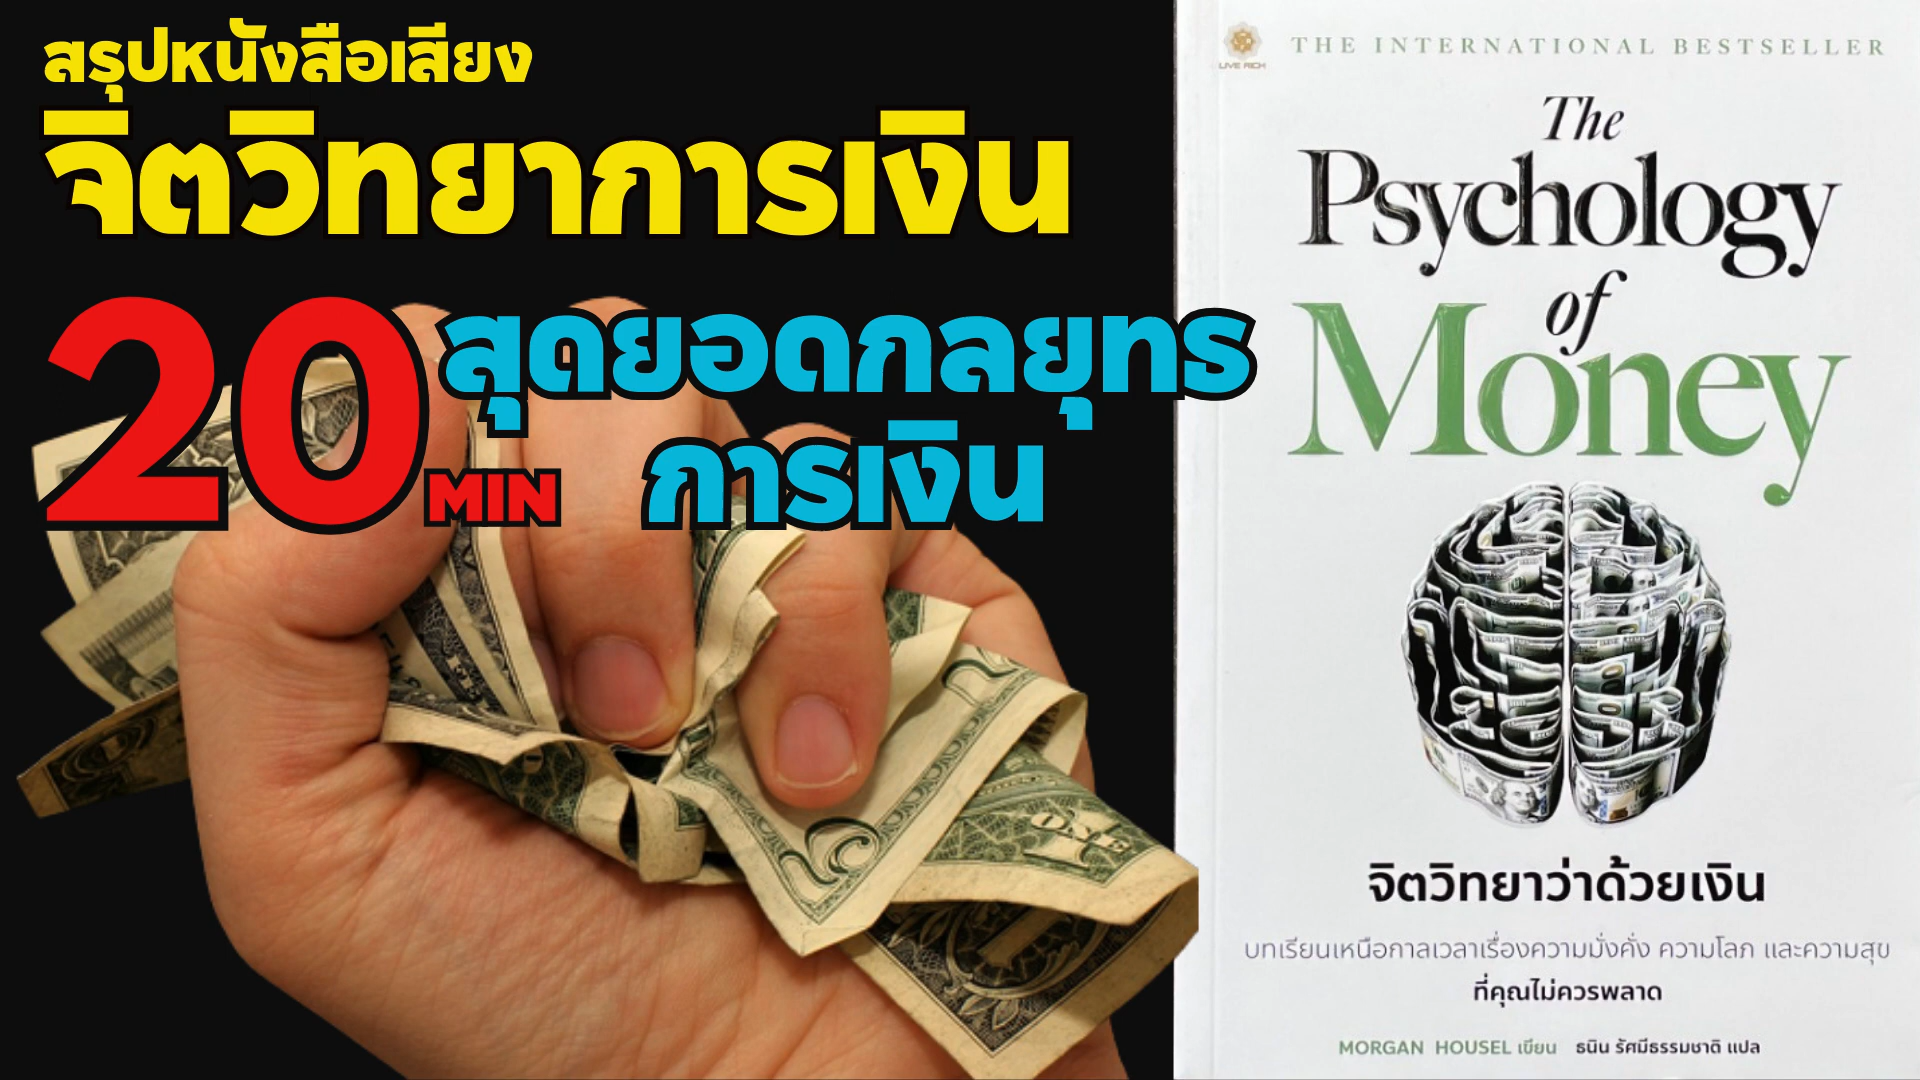 สรุปหนังสือเสียง
จิตวิทยาการเงิน
20 MIN
สุดยอดกลยุทธ
การเงิน
LIVE RICH
THE INTERNATIONAL BESTSELLER
The
Psychology
of
Money
จิตวิทยาว่าด้วยเงิน
บทเรียนเหนือกาลเวลาเรื่องความมั่งคั่ง ความโลภ และความสุข
ที่คุณไม่ควรพลาด
MORGAN HOUSEL เขียน ธนิน รัศมีธรรมชาติ แปล
ONE